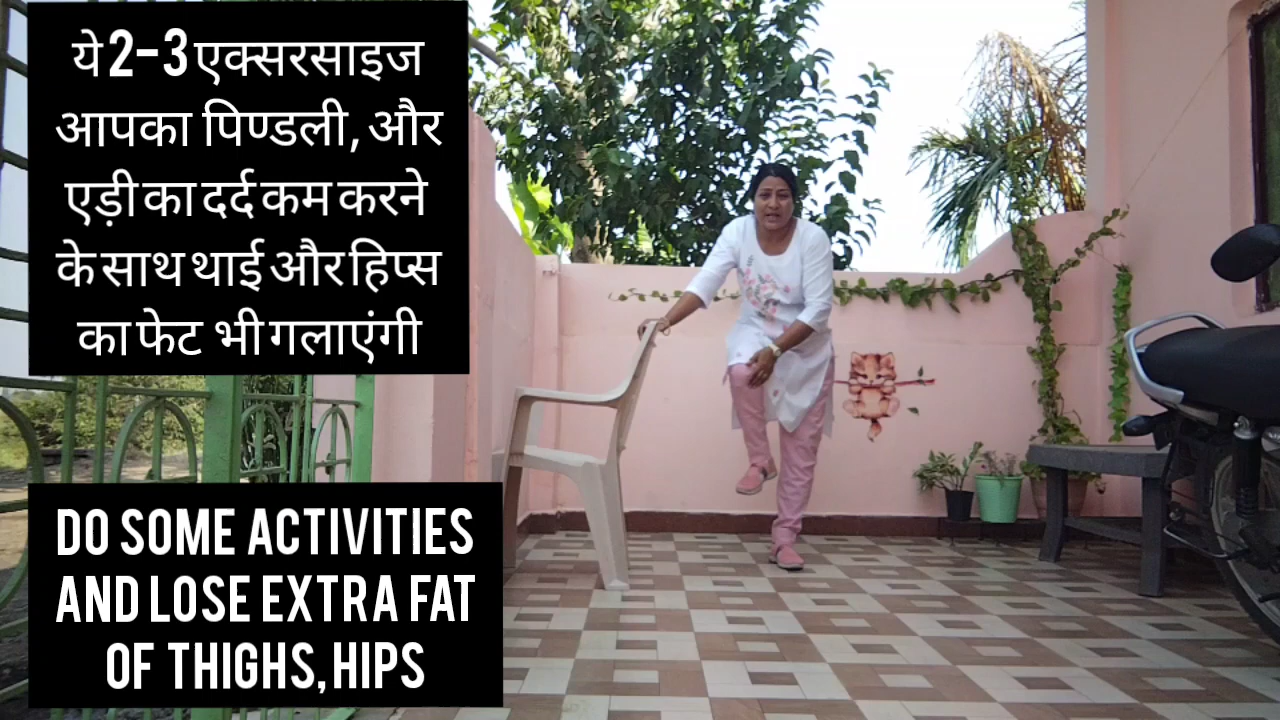 ये 2-3 एक्सरसाइज
आपका पिण्डली, और
एड़ी का दर्द कम करने
के साथ थाई और हिप्स
का फेट भी गलाएंगी
DO SOME ACTIVITIES
AND LOSE EXTRA FAT
OF THIGHS, HIPS